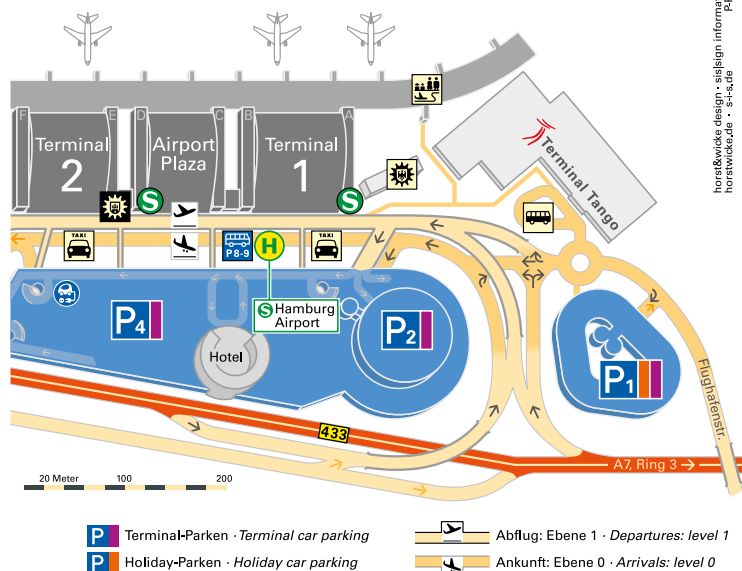 horst&wicke design · sis|sign informat
horstwicke.de · s-i-s.de
F
E
D
C
B
A
Terminal
2
Airport
Plaza
Terminal
1
Terminal Tango
S
S
TAXI
P8-9
H
TAXI
S Hamburg
Airport
P4
P2
P1
Hotel
433
Flughafenstr.
A7, Ring 3 →
20 Meter 100 200
P Terminal-Parken · Terminal car parking
P Holiday-Parken · Holiday car parking
Abflug: Ebene 1 · Departures: level 1
Ankunft: Ebene 0 · Arrivals: level 0